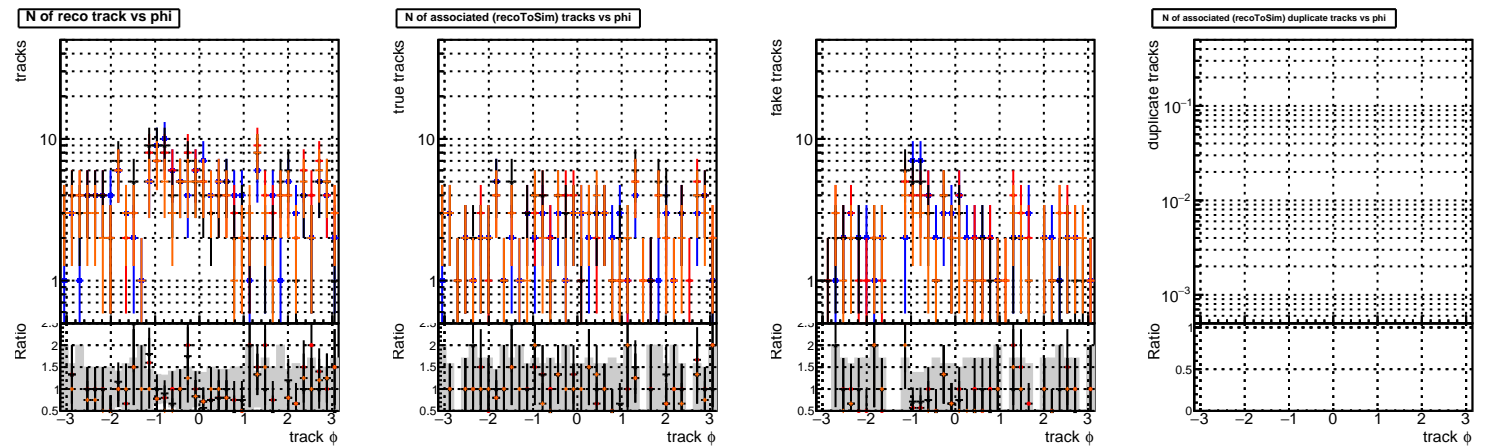 N of reco track vs phi
tracks
10
1
Ratio
2.5
2
1.5
1
0.5
−3 −2 −1 0 1 2 3
track ϕ
N of associated (recoToSim) tracks vs phi
true tracks
10
1
Ratio
2.5
2
1.5
1
0.5
−3 −2 −1 0 1 2 3
track ϕ
fake tracks
10
1
Ratio
2.5
2
1.5
1
0.5
−3 −2 −1 0 1 2 3
track ϕ
N of associated (recoToSim) duplicate tracks vs phi
duplicate tracks
10⁻¹
10⁻²
10⁻³
Ratio
1
0.5
0
−3 −2 −1 0 1 2 3
track ϕ